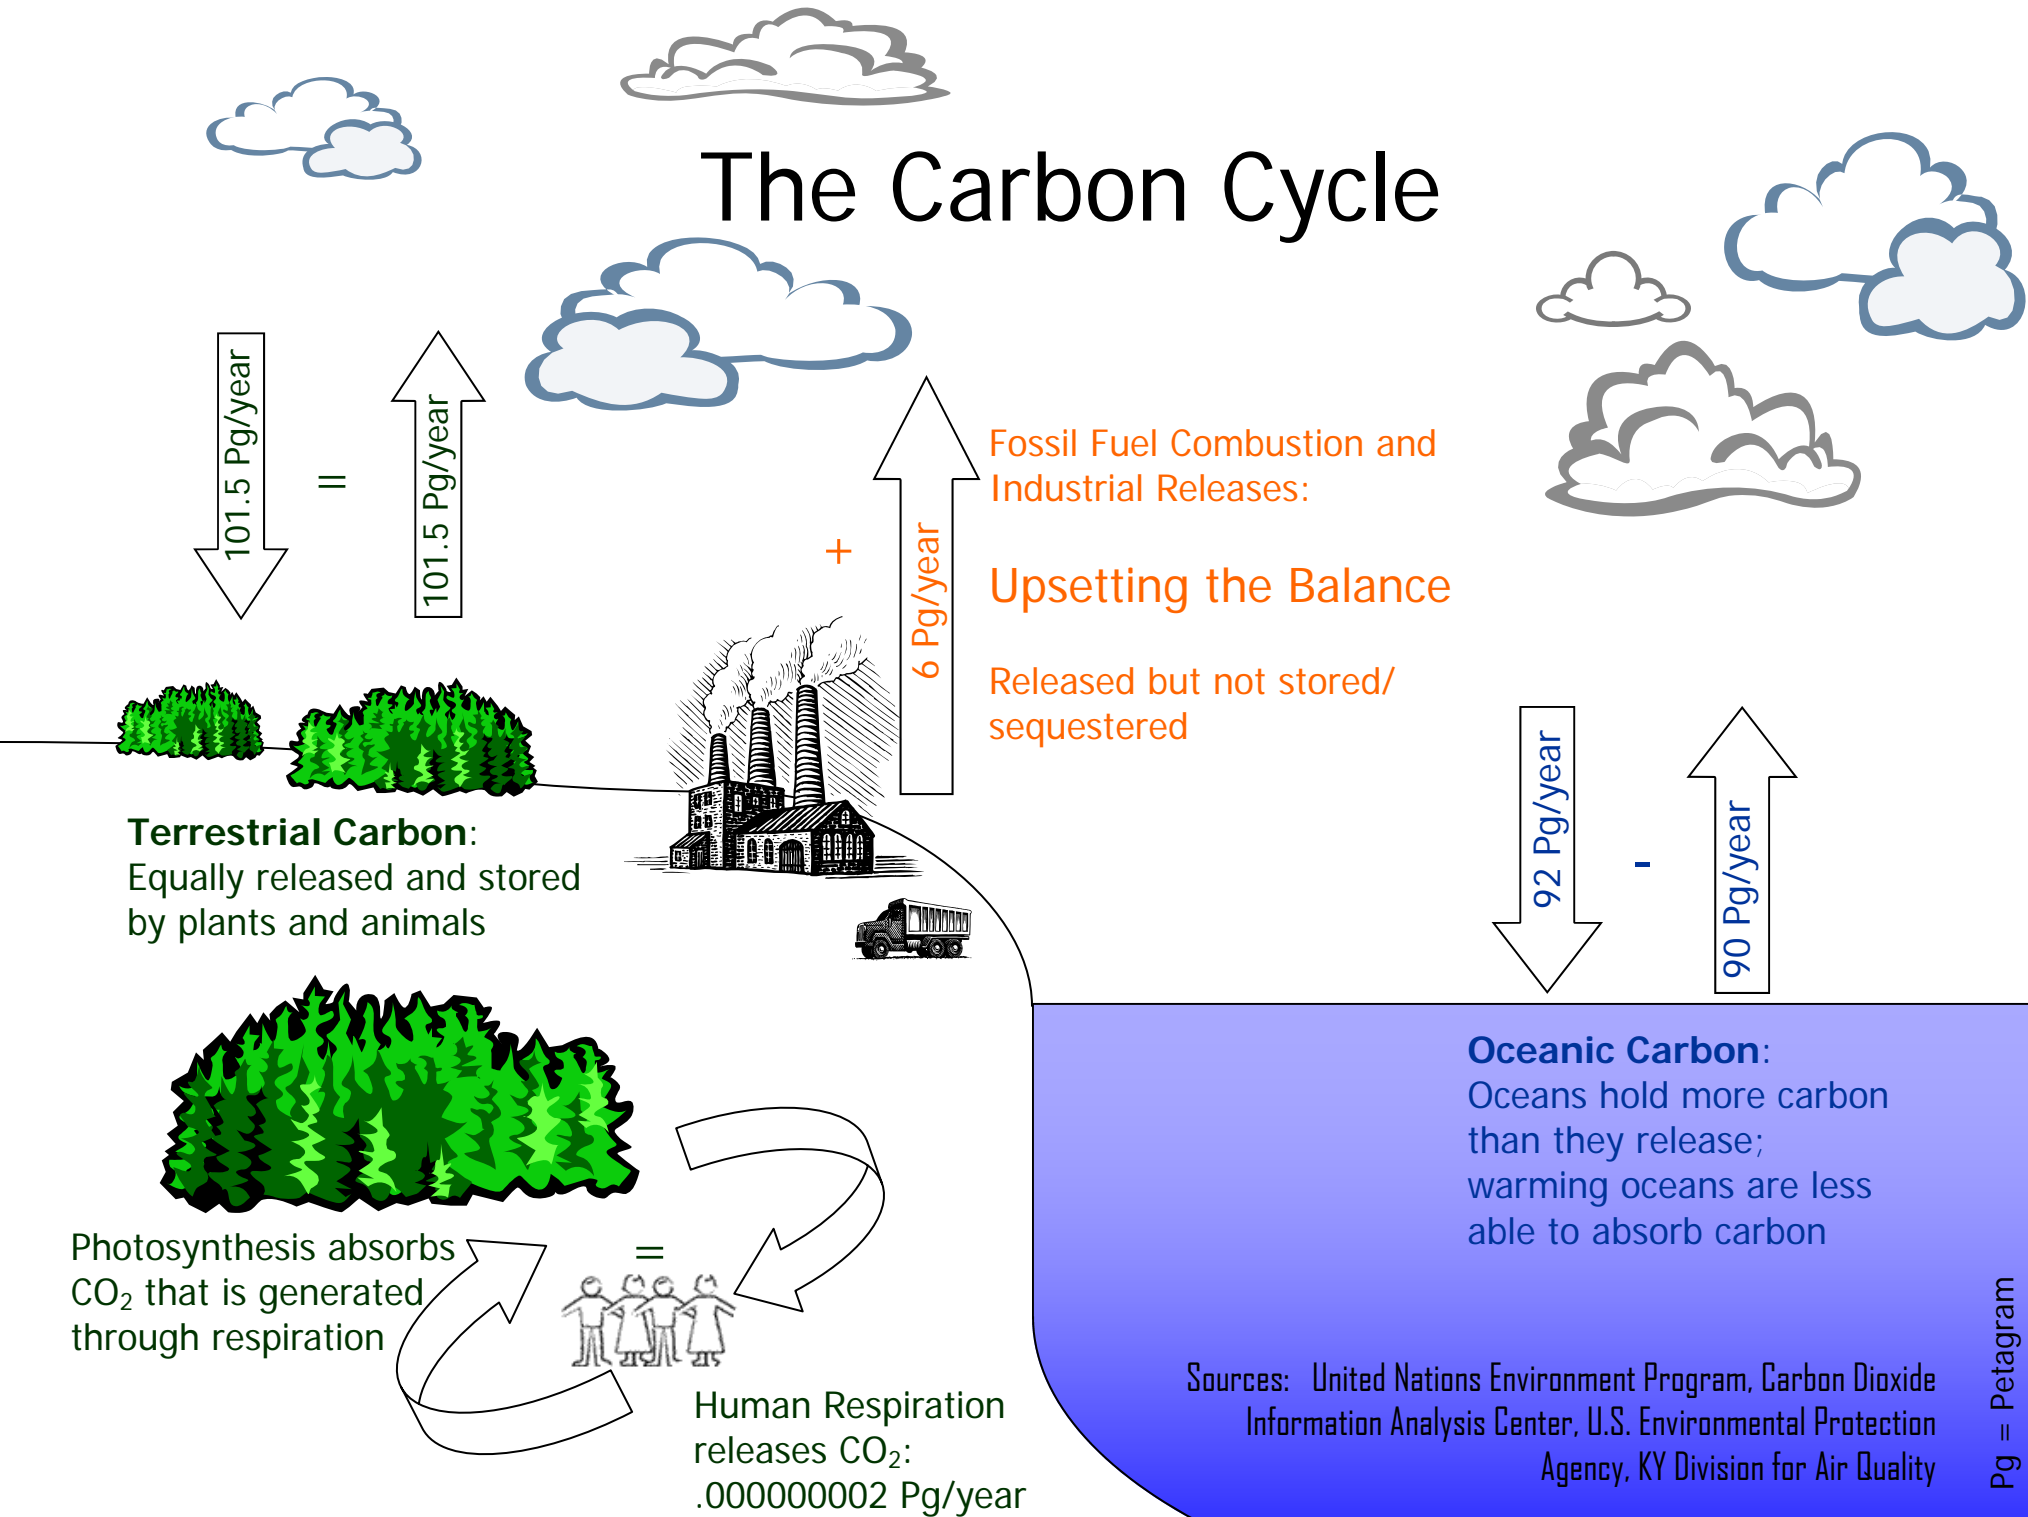 The Carbon Cycle
101.5 Pg/year
=
101.5 Pg/year
+
6 Pg/year
Fossil Fuel Combustion and
Industrial Releases:
Upsetting the Balance
Released but not stored/
sequestered
92 Pg/year
-
90 Pg/year
Terrestrial Carbon:
Equally released and stored
by plants and animals
Oceanic Carbon:
Oceans hold more carbon
than they release;
warming oceans are less
able to absorb carbon
Photosynthesis absorbs
CO₂ that is generated
through respiration
=
Human Respiration
releases CO₂:
.000000002 Pg/year
Sources: United Nations Environment Program, Carbon Dioxide
Information Analysis Center, U.S. Environmental Protection
Agency, KY Division for Air Quality
Pg = Petagram